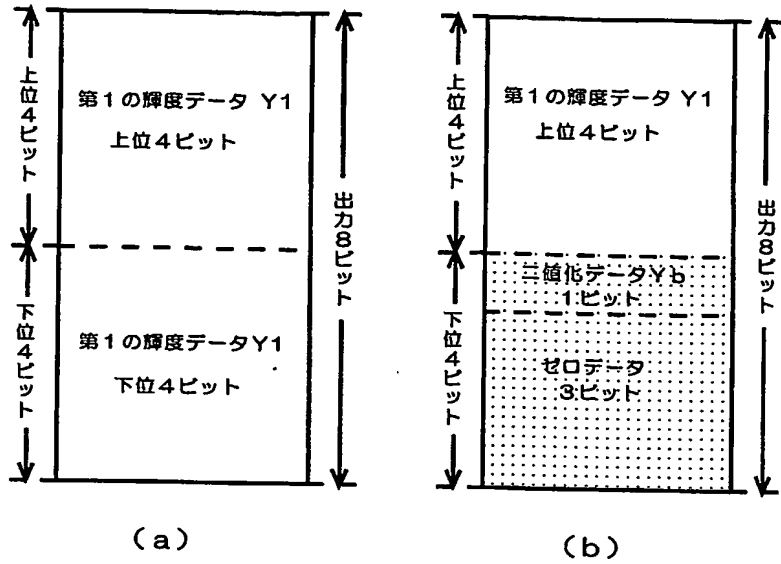 上位4ビット
第1の輝度データ Y1
上位4ビット
下位4ビット
第1の輝度データY1
下位4ビット
出力8ビット
(a)
上位4ビット
第1の輝度データ Y1
上位4ビット
下位4ビット
二値化データYb
1ビット
ゼロデータ
3ビット
出力8ビット
(b)